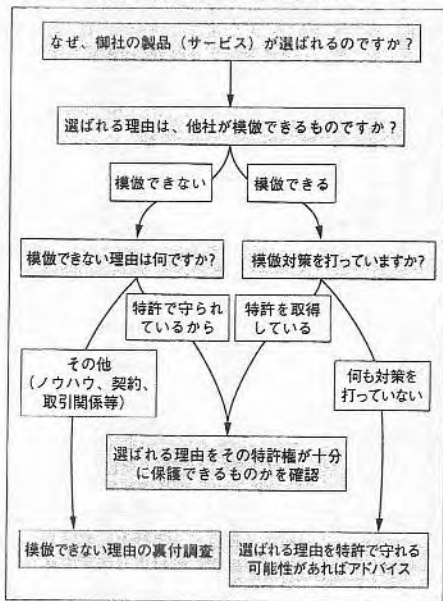 なぜ、御社の製品（サービス）が選ばれるのですか？
選ばれる理由は、他社が模倣できるものですか？
模倣できない
模倣できる
模倣できない理由は何ですか?
模倣対策を打っていますか?
特許で守られ
ているから
特許を取得
している
その他
（ノウハウ、契約、
取引関係等）
何も対策を
打っていない
選ばれる理由をその特許権が十分
に保護できるものかを確認
模倣できない理由の裏付調査
選ばれる理由を特許で守れる
可能性があればアドバイス